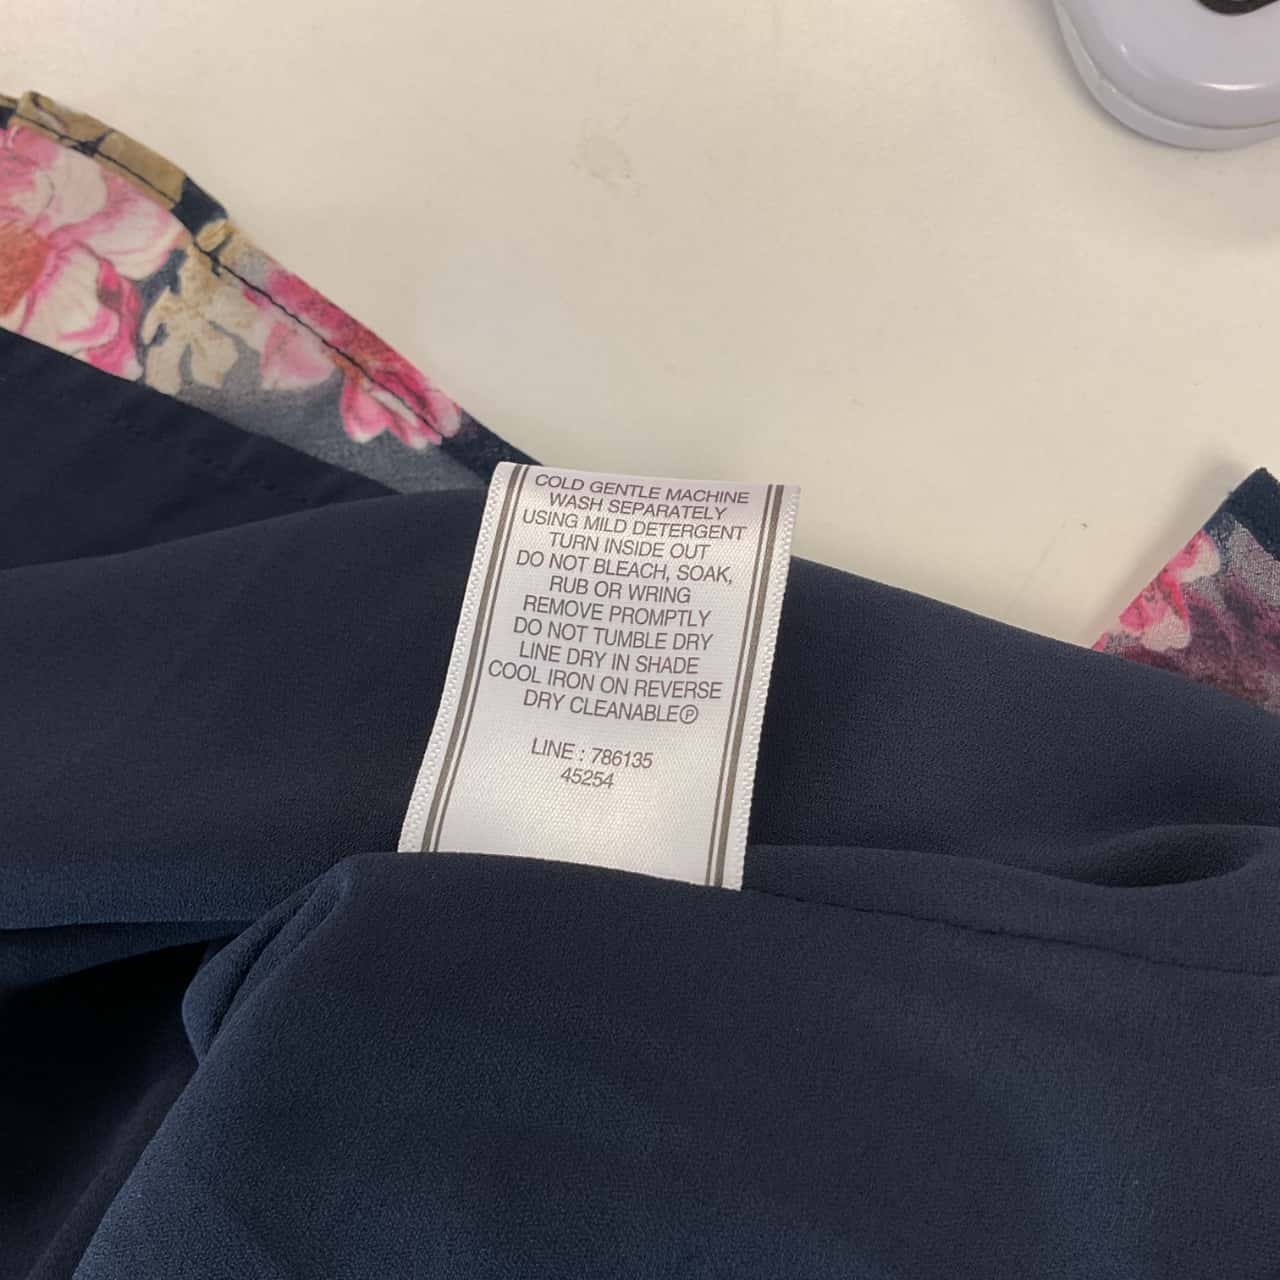 COLD GENTLE MACHINE
WASH SEPARATELY
USING MILD DETERGENT
TURN INSIDE OUT
DO NOT BLEACH, SOAK,
RUB OR WRING
REMOVE PROMPTLY
DO NOT TUMBLE DRY
LINE DRY IN SHADE
COOL IRON ON REVERSE
DRY CLEANABLEⓅ
LINE : 786135
45254